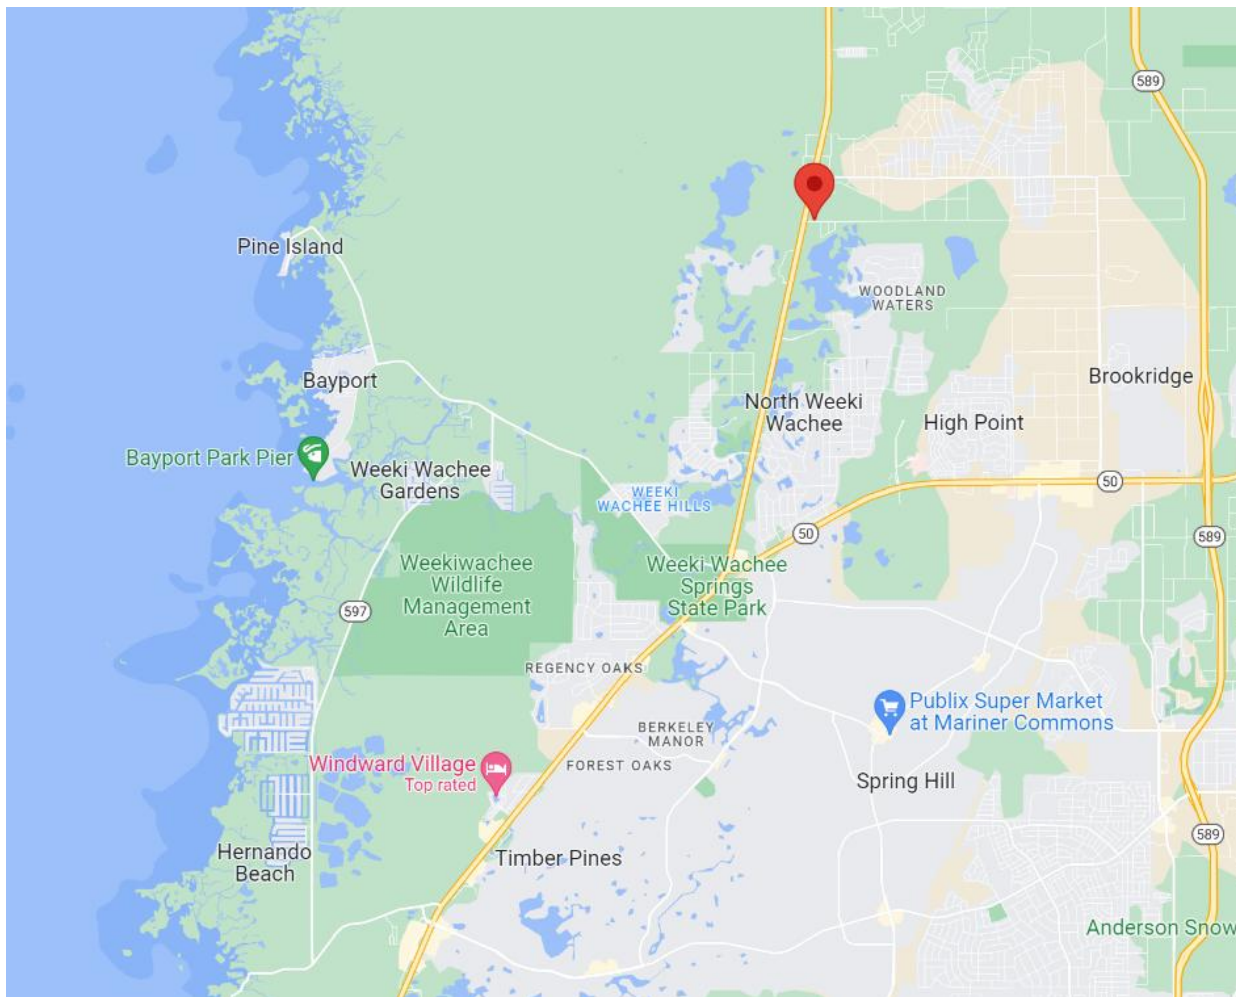 589
Pine Island
WOODLAND
WATERS
Bayport
Brookridge
North Weeki
Wachee
High Point
Bayport Park Pier
Weeki Wachee
Gardens
WEEKI
WACHEE HILLS
50
50
589
Weekiwachee
Wildlife
Management
Area
Weeki Wachee
Springs
State Park
597
REGENCY OAKS
Publix Super Market
at Mariner Commons
BERKELEY
MANOR
Windward Village
Top rated
FOREST OAKS
Spring Hill
589
Hernando
Beach
Timber Pines
Anderson Snow